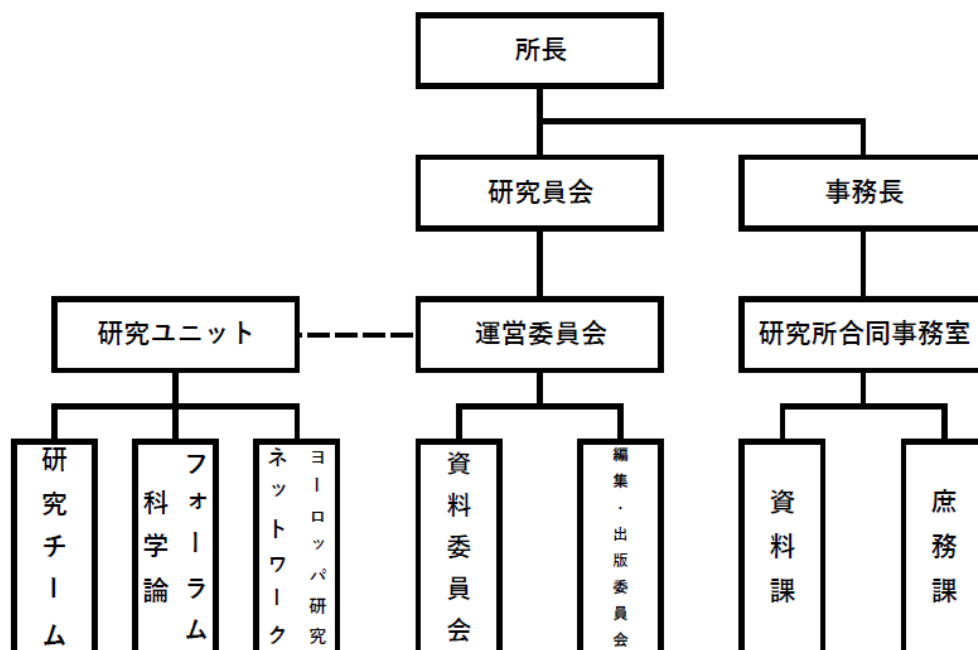 所長
研究員会
事務長
研究ユニット
運営委員会
研究所合同事務室
研究チーム
フォーラム
科学論
ヨーロッパ研究
ネットワーク
資料委員会
編集・出版委員会
資料課
庶務課